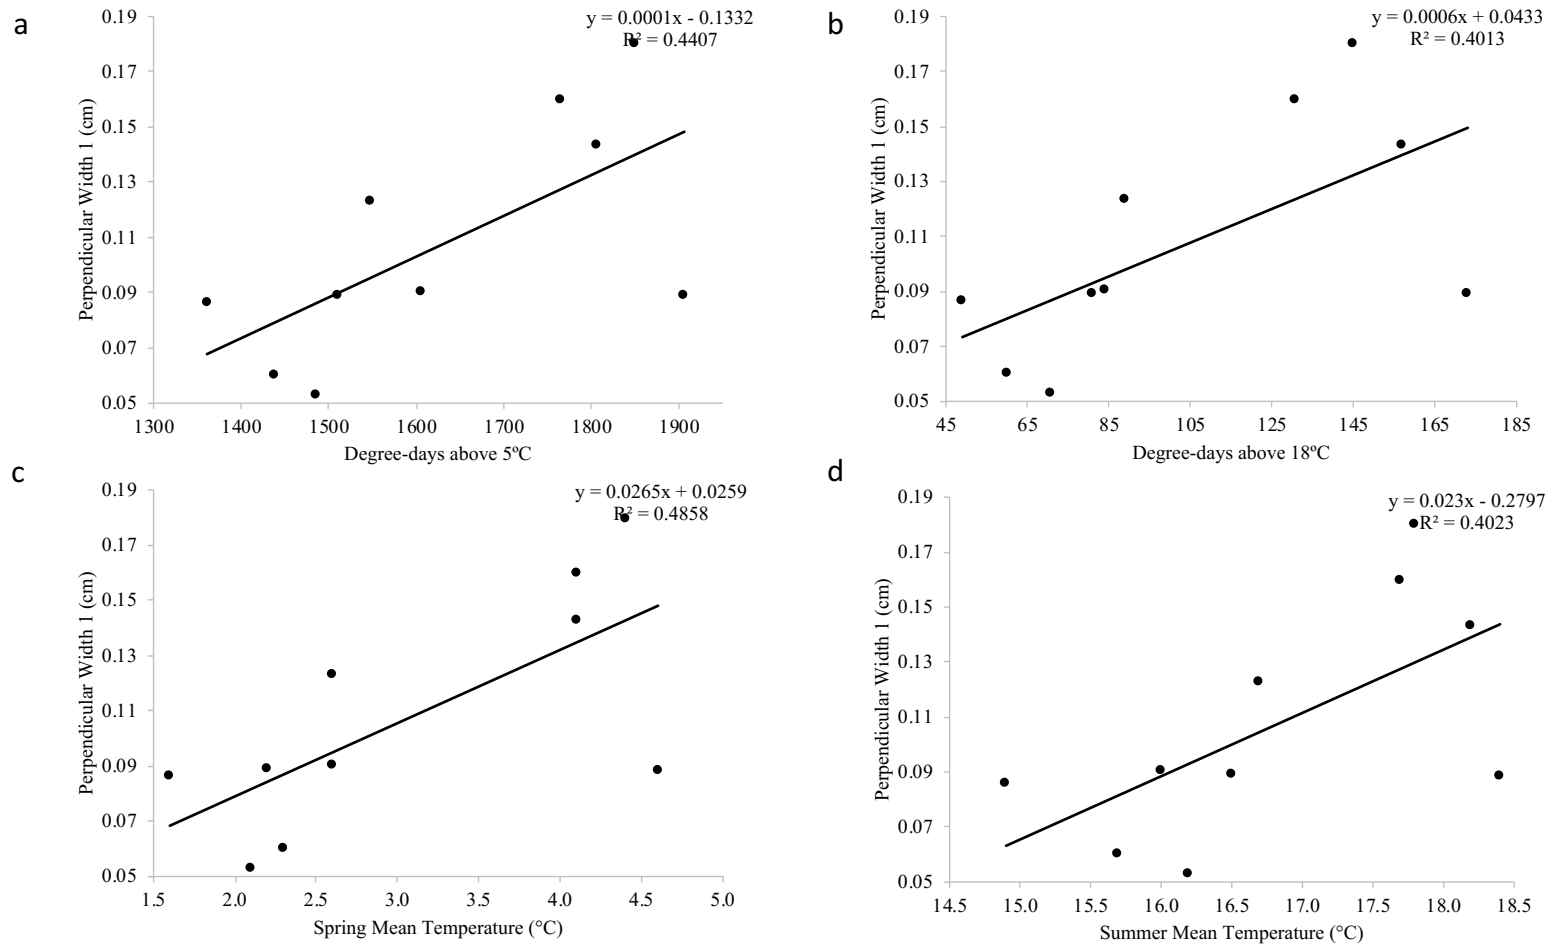 a
y = 0.0001x - 0.1332
R² = 0.4407
Perpendicular Width 1 (cm)
0.19
0.17
0.15
0.13
0.11
0.09
0.07
0.05
1300 1400 1500 1600 1700 1800 1900
Degree-days above 5ºC
b
y = 0.0006x + 0.0433
R² = 0.4013
Perpendicular Width 1 (cm)
0.19
0.17
0.15
0.13
0.11
0.09
0.07
0.05
45 65 85 105 125 145 165 185
Degree-days above 18ºC
c
y = 0.0265x + 0.0259
R² = 0.4858
Perpendicular Width 1 (cm)
0.19
0.17
0.15
0.13
0.11
0.09
0.07
0.05
1.5 2.0 2.5 3.0 3.5 4.0 4.5 5.0
Spring Mean Temperature (°C)
d
y = 0.023x - 0.2797
R² = 0.4023
Perpendicular Width 1 (cm)
0.19
0.17
0.15
0.13
0.11
0.09
0.07
0.05
14.5 15.0 15.5 16.0 16.5 17.0 17.5 18.0 18.5
Summer Mean Temperature (°C)